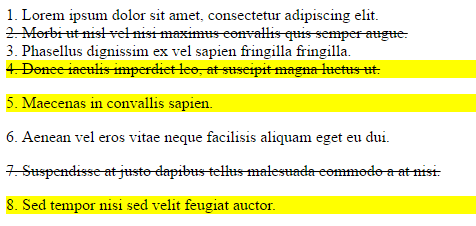 1. Lorem ipsum dolor sit amet, consectetur adipiscing elit.
2. Morbi ut nisl vel nisi maximus convallis quis semper augue.
3. Phasellus dignissim ex vel sapien fringilla fringilla.
4. Donec iaculis imperdiet leo, at suscipit magna luctus ut.
5. Maecenas in convallis sapien.
6. Aenean vel eros vitae neque facilisis aliquam eget eu dui.
7. Suspendisse at justo dapibus tellus malesuada commodo a at nisi.
8. Sed tempor nisi sed velit feugiat auctor.